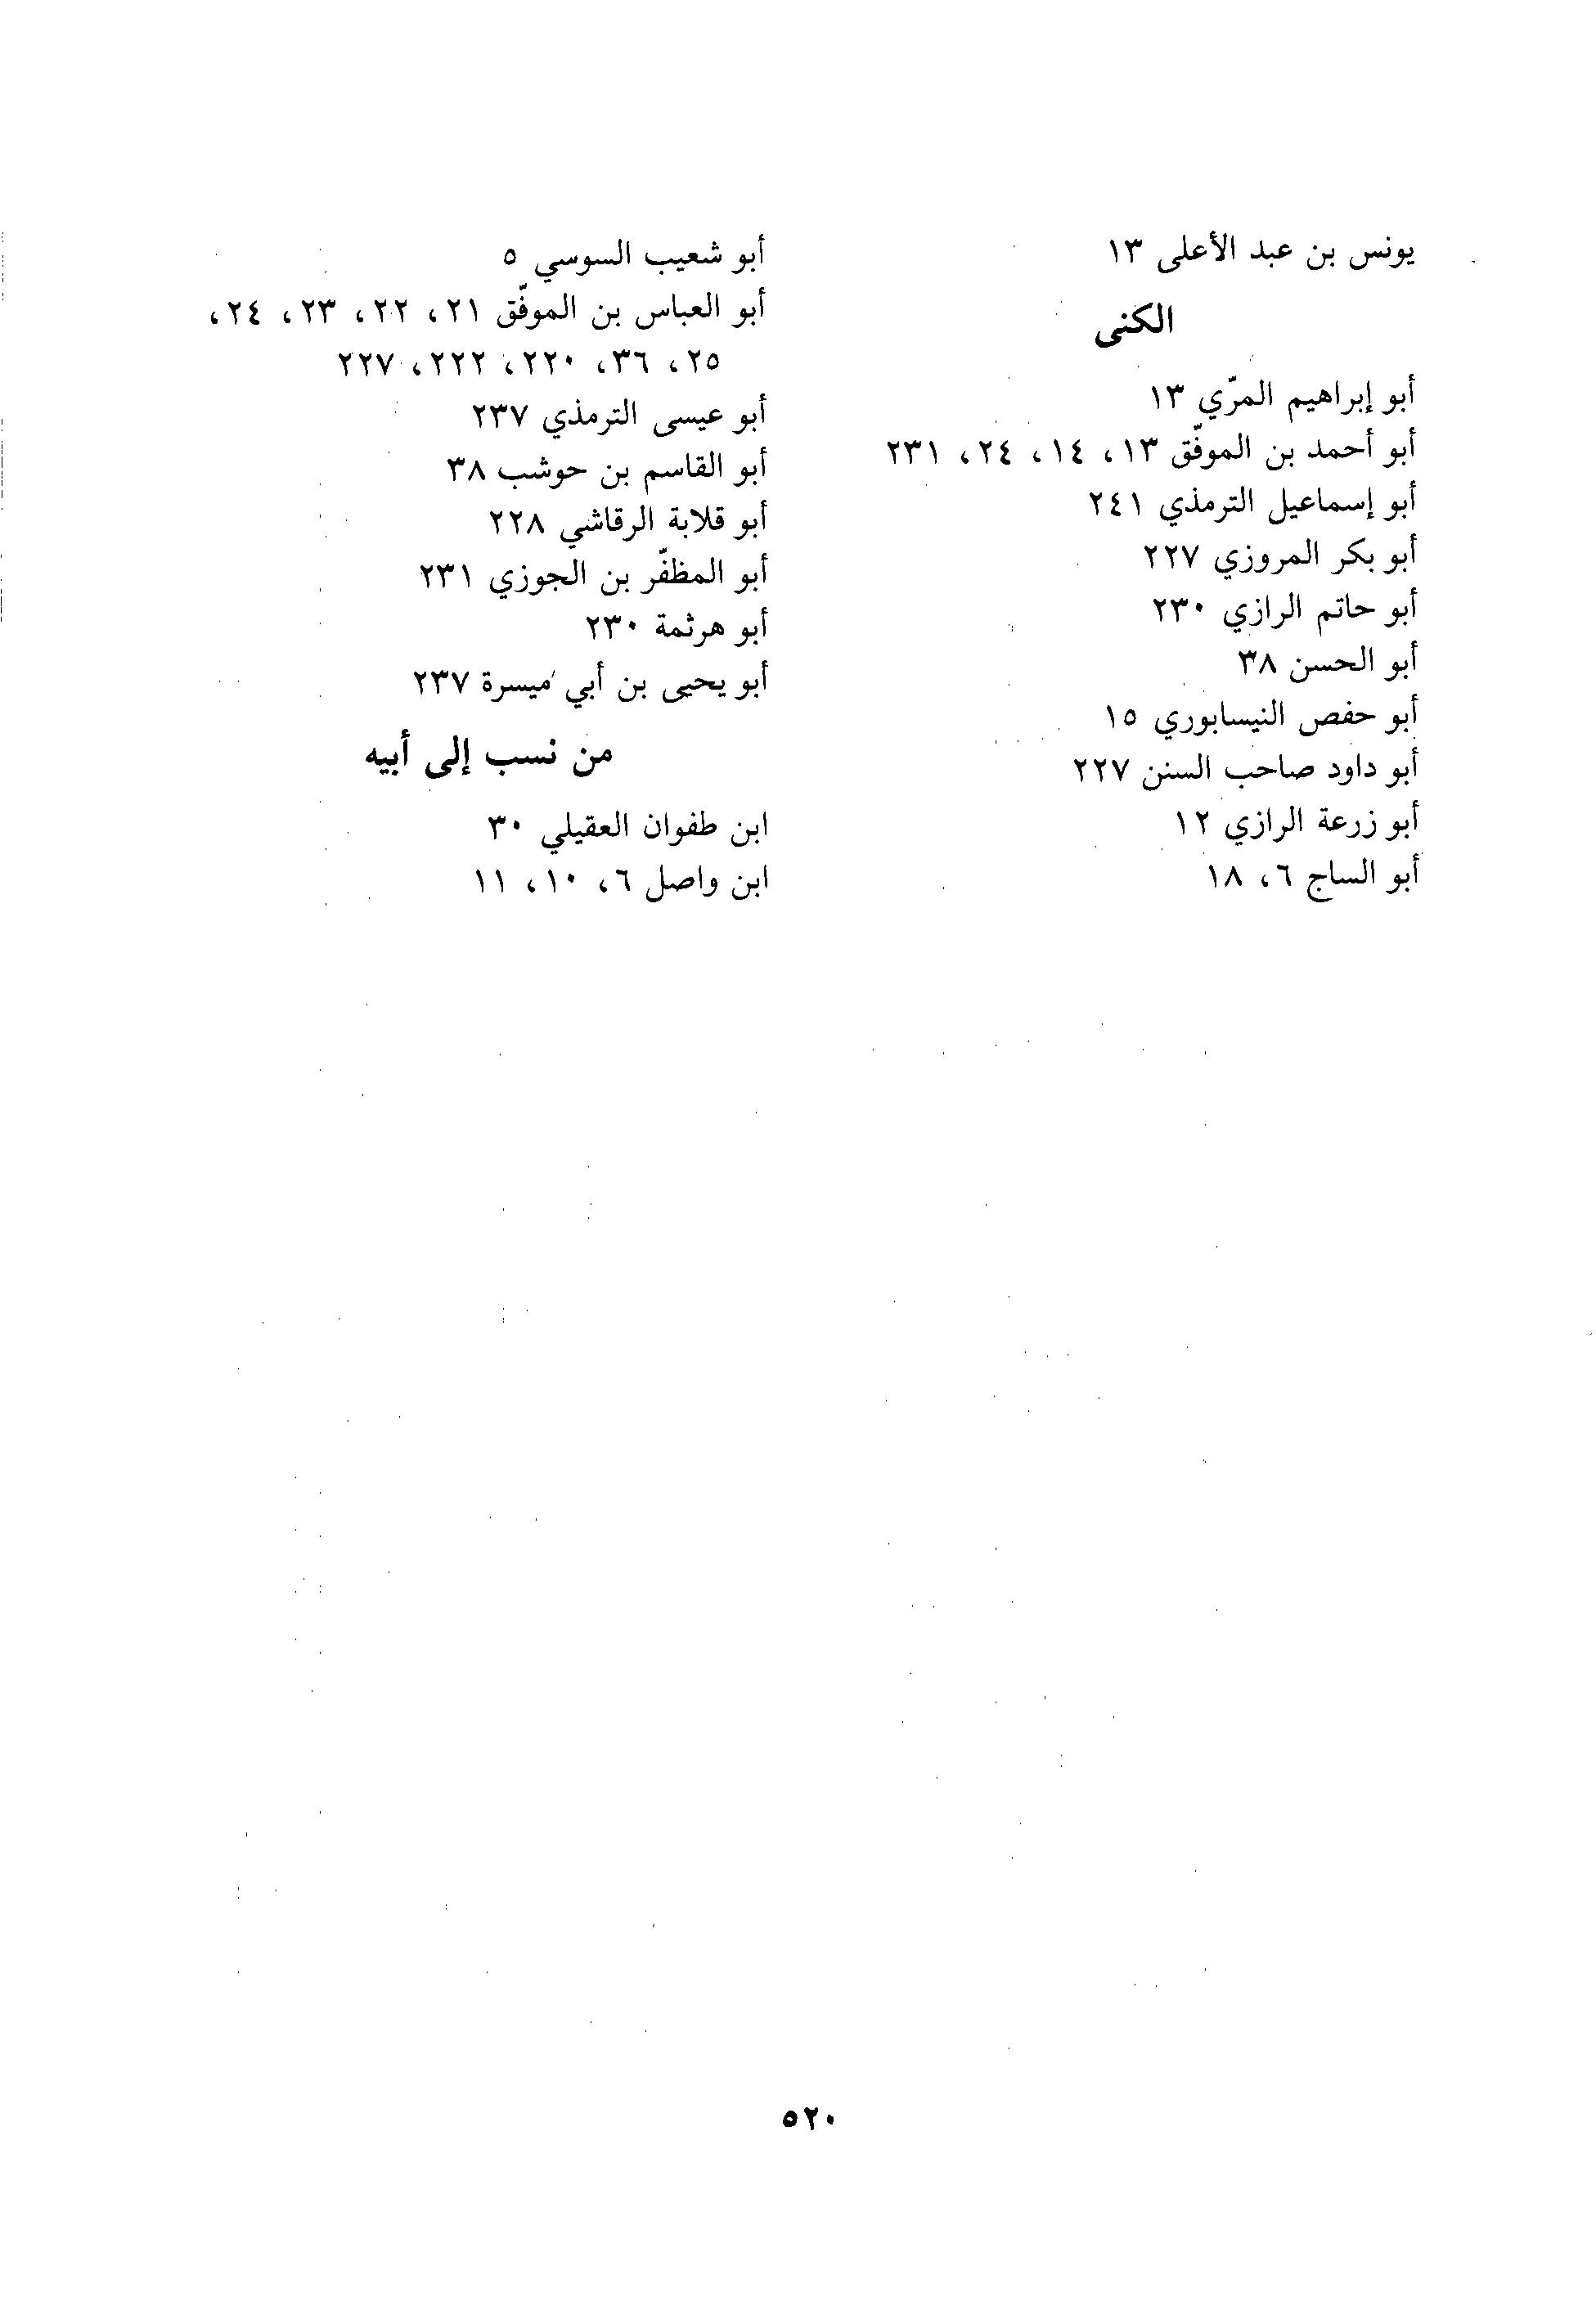 يونس بن عبد الأعلى ١٣
الكنى
أبو إبراهيم المرّي ١٣
أبو أحمد بن الموفّق ١٣، ١٤، ٢٤، ٢٣١
أبو إسماعيل الترمذي ٢٤١
أبو بكر المروزي ٢٢٧
أبو حاتم الرازي ٢٣٠
أبو الحسن ٣٨
أبو حفص النيسابوري ١٥
أبو داود صاحب السنن ٢٢٧
أبو زرعة الرازي ١٢
أبو الساج ٦، ١٨
أبو شعيب السوسي ٥
أبو العباس بن الموفّق ٢١، ٢٢، ٢٣، ٢٤،
٢٥، ٣٦، ٢٢٠، ٢٢٢، ٢٢٧
أبو عيسى الترمذي ٢٣٧
أبو القاسم بن حوشب ٣٨
أبو قلابة الرقاشي ٢٢٨
أبو المظفّر بن الجوزي ٢٣١
أبو هرثمة ٢٣٠
أبو يحيى بن أبي ميسرة ٢٣٧
من نسب إلى أبيه
ابن طفوان العقيلي ٣٠
ابن واصل ٦، ١٠، ١١
٥٢٠